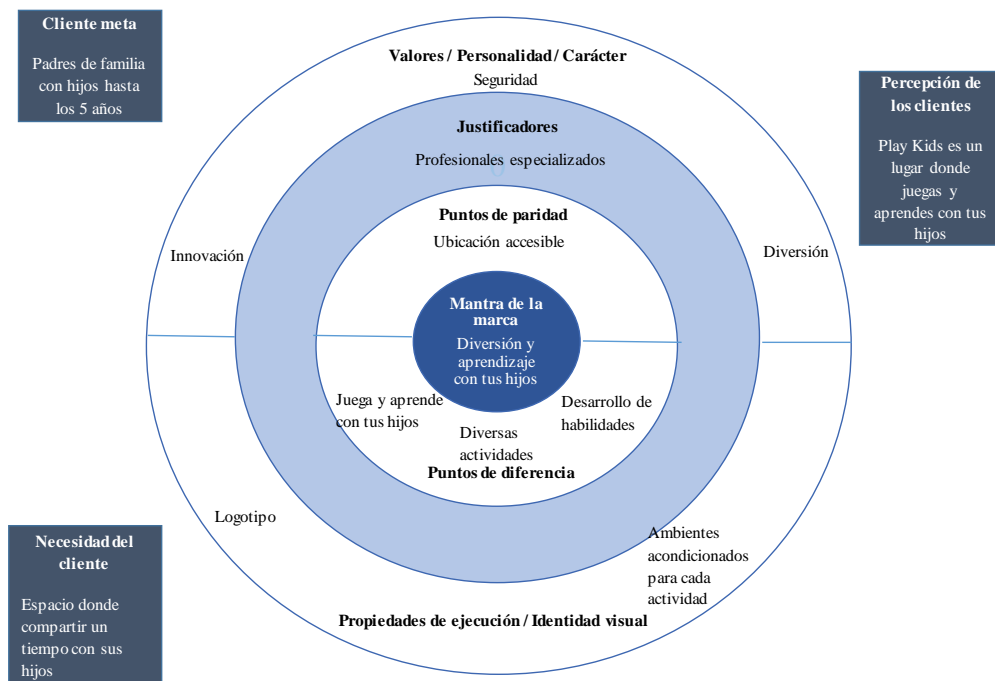 Cliente meta
Padres de familia
con hijos hasta
los 5 años
Valores / Personalidad / Carácter
Seguridad
Percepción de
los clientes
Play Kids es un
lugar donde
juegas y
aprendes con tus
hijos
Justificadores
Profesionales especializados
Puntos de paridad
Ubicación accesible
Innovación
Diversión
Mantra de la
marca
Diversión y
aprendizaje
con tus hijos
Juega y aprende
con tus hijos
Diversas
actividades
Desarrollo de
habilidades
Puntos de diferencia
Logotipo
Ambientes
acondicionados
para cada
actividad
Necesidad del
cliente
Espacio donde
compartir un
tiempo con sus
hijos
Propiedades de ejecución / Identidad visual